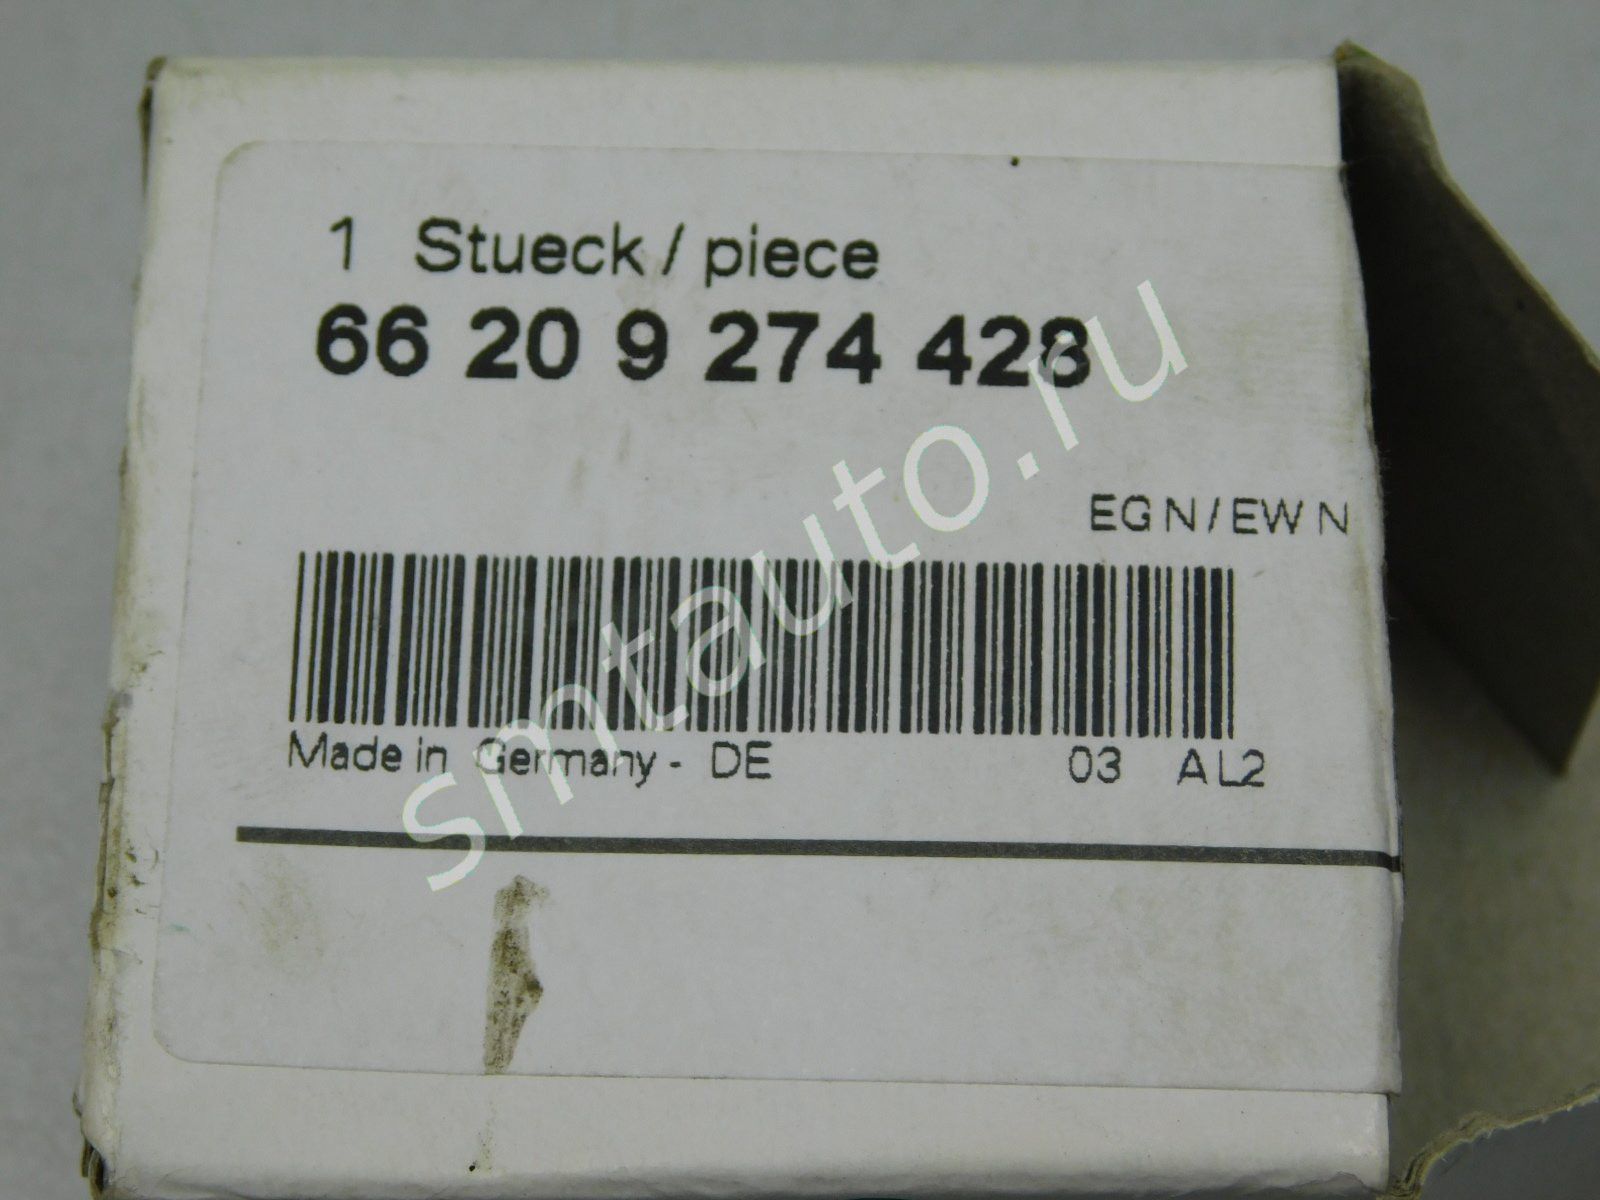 1 Stueck / piece
66 20 9 274 428
EGN/EWN
Made in Germany - DE 03 AL2
smtauto.ru